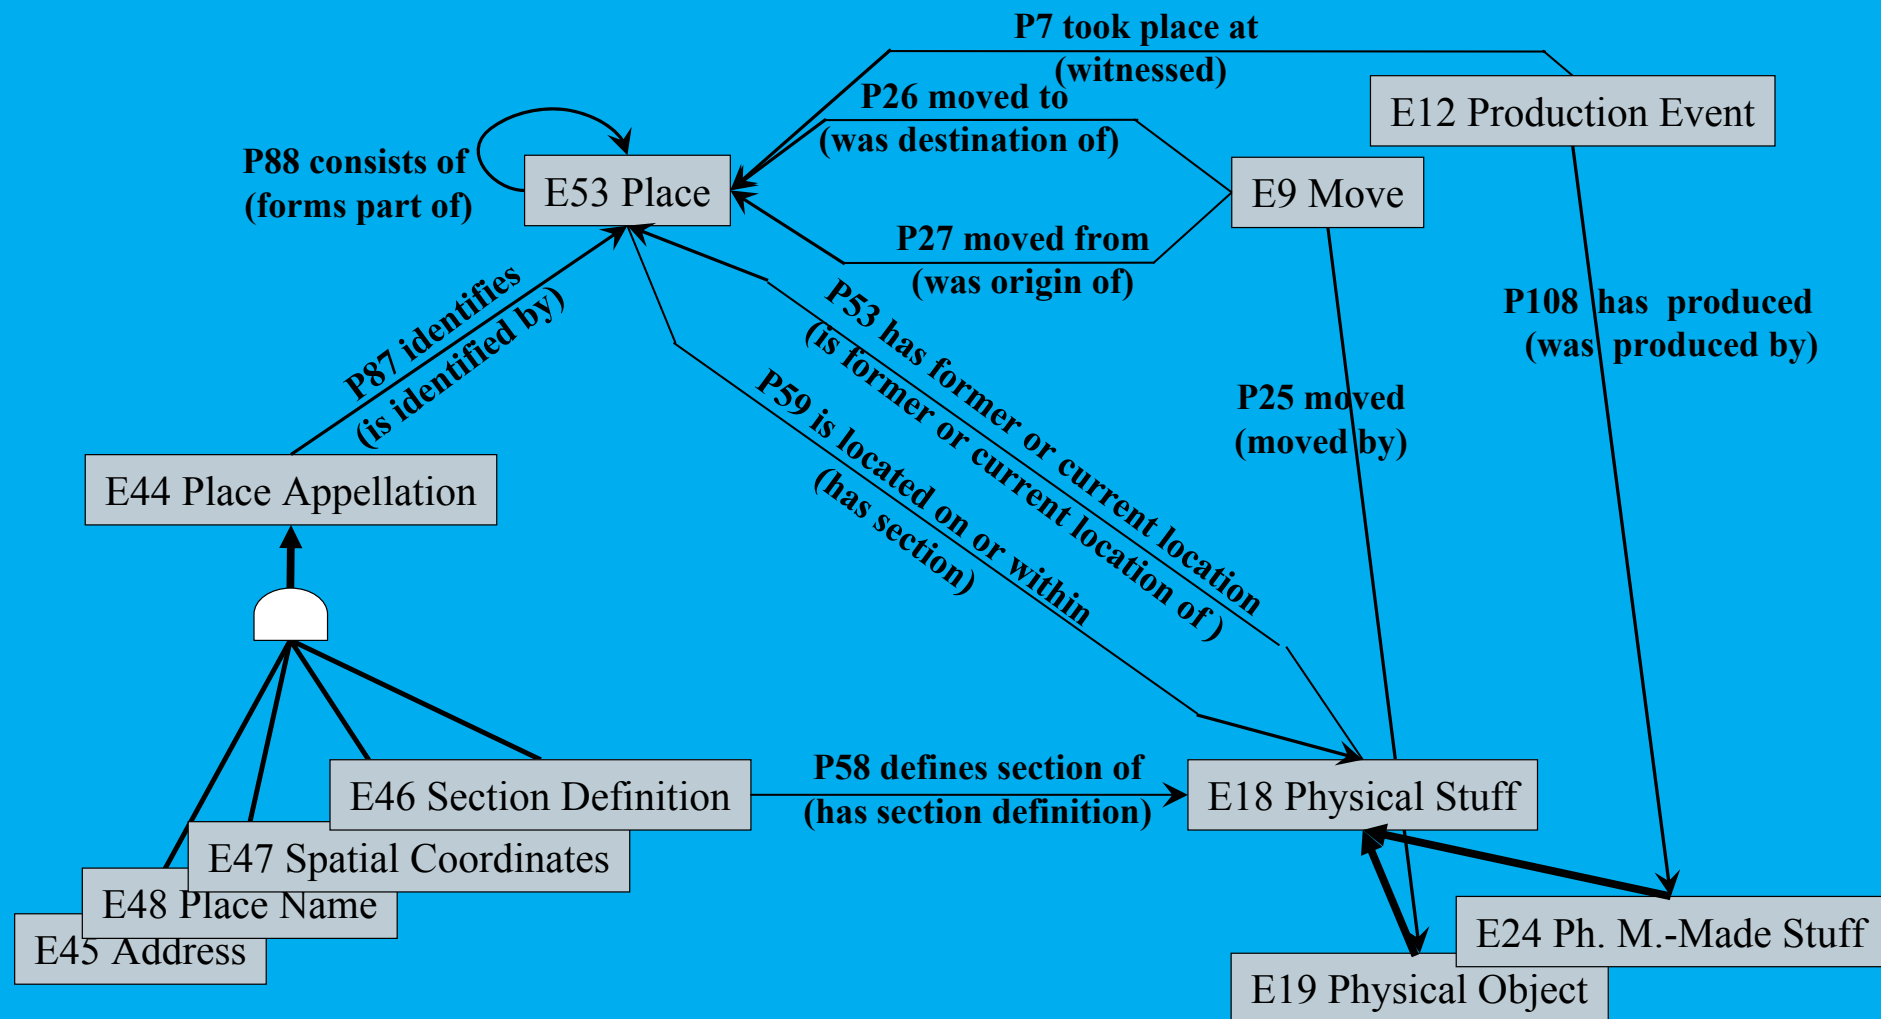 P7 took place at
(witnessed)
P26 moved to
(was destination of)
E12 Production Event
P88 consists of
(forms part of)
E53 Place
E9 Move
P27 moved from
(was origin of)
P87 identifies
(is identified by)
P53 has former or current location
(is former or current location of )
P108 has produced
(was produced by)
P59 is located on or within
(has section)
P25 moved
(moved by)
E44 Place Appellation
P58 defines section of
(has section definition)
E46 Section Definition
E18 Physical Stuff
E47 Spatial Coordinates
E48 Place Name
E45 Address
E24 Ph. M.-Made Stuff
E19 Physical Object